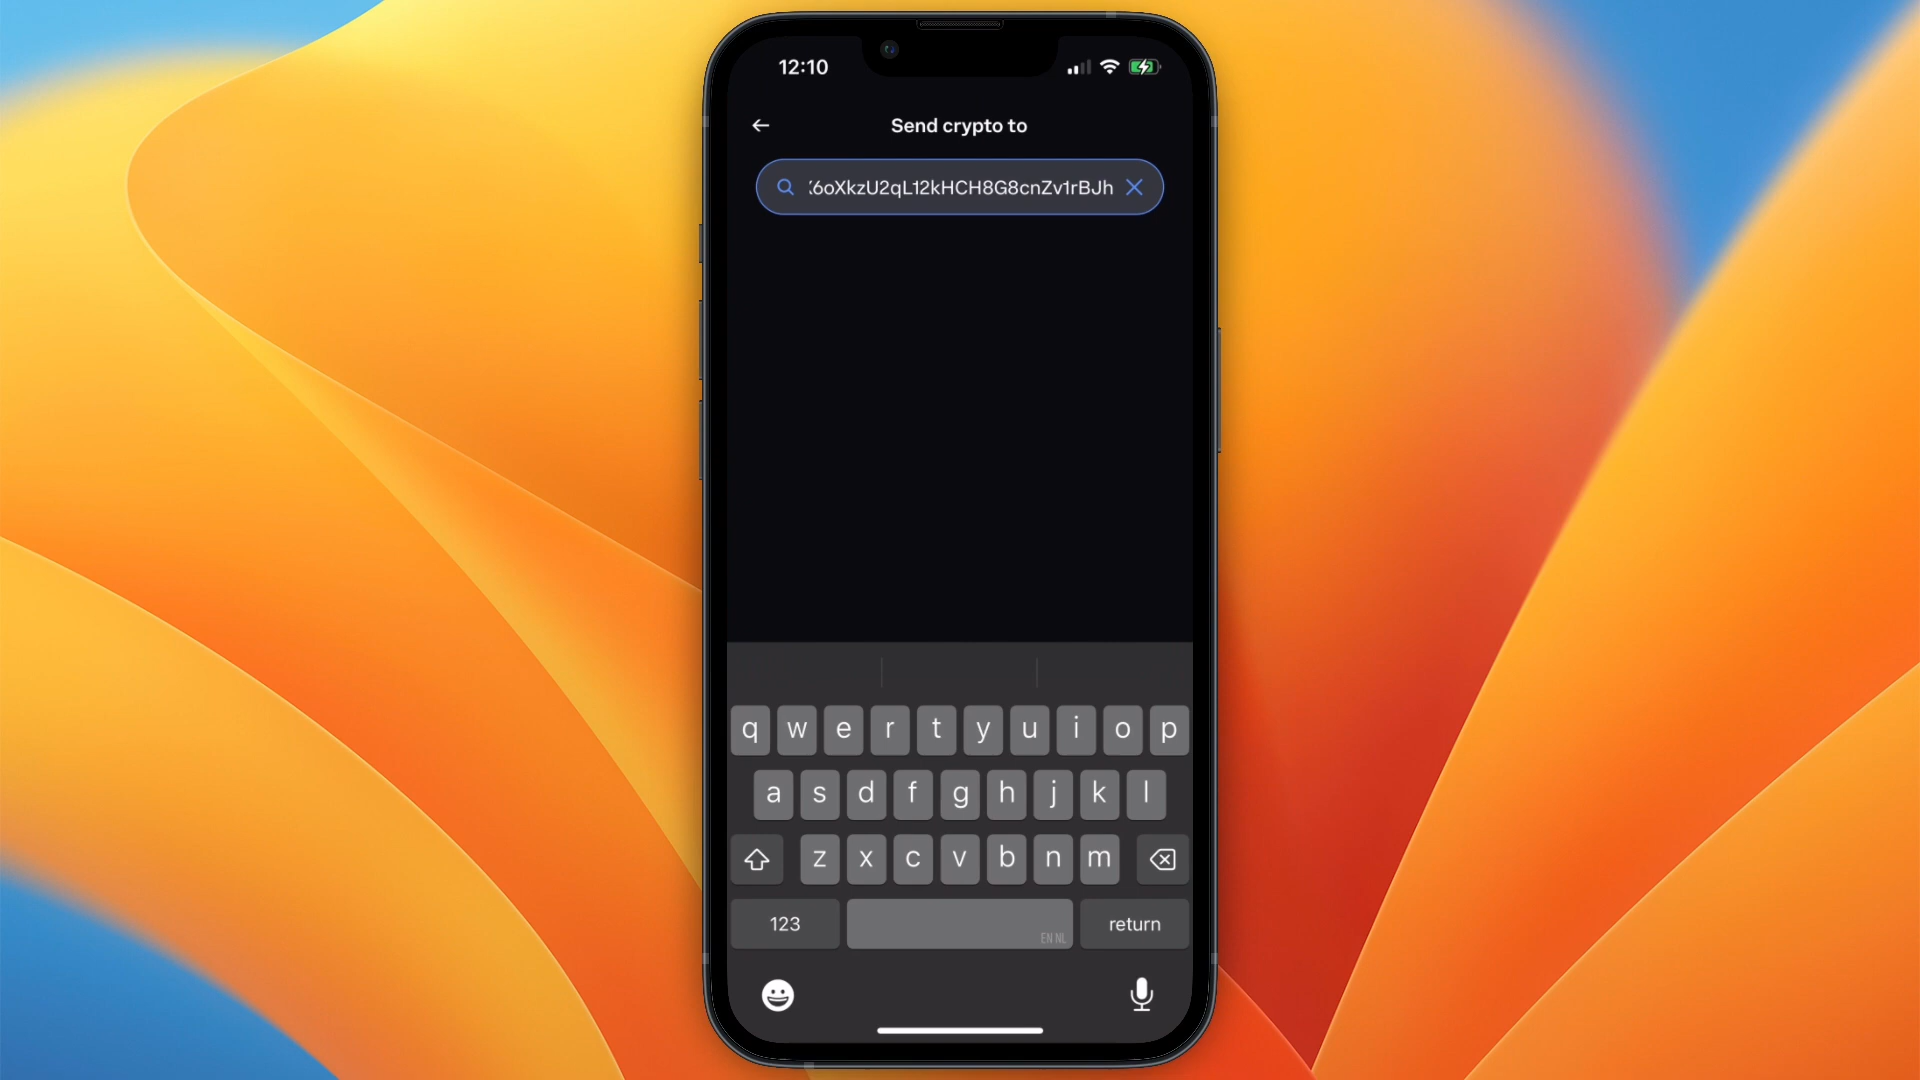 12:10
Send crypto to
6oXkzU2qL12kHCH8G8cnZv1rBJh
q w e r t y u i o p
a s d f g h j k l
z x c v b n m
123 EN NL return